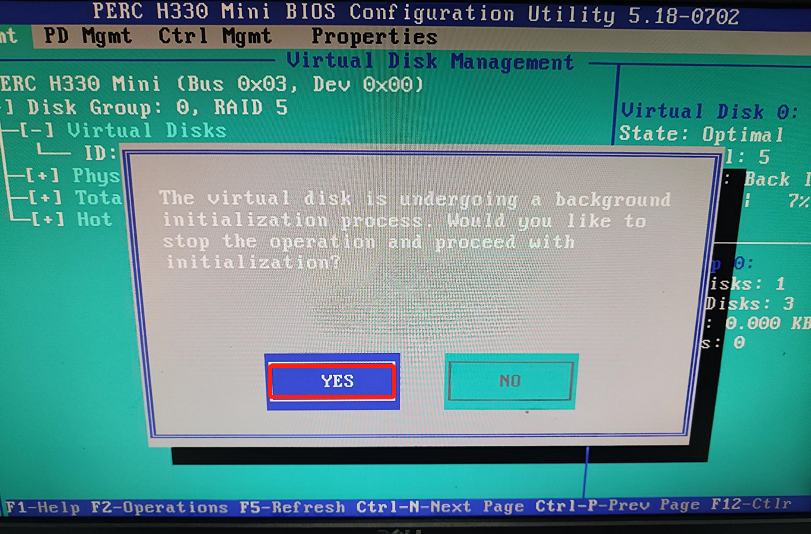 PERC H330 Mini BIOS Configuration Utility 5.18-0702
nt PD Mgmt Ctrl Mgmt Properties
Virtual Disk Management
ERC H330 Mini (Bus 0x03, Dev 0x00)
-] Disk Group: 0, RAID 5
[-] Virtual Disks
ID:
[+] Phys
[+] Tota
[+] Hot
Virtual Disk 0:
State: Optimal
l: 5
: Back I
7%
The virtual disk is undergoing a background
initialization process. Would you like to
stop the operation and proceed with
initialization?
YES
NO
p 0:
isks: 1
Disks: 3
: 0.000 KB
s: 0
F1-Help F2-Operations F5-Refresh Ctrl-N-Next Page Ctrl-P-Prev Page F12-Ctlr